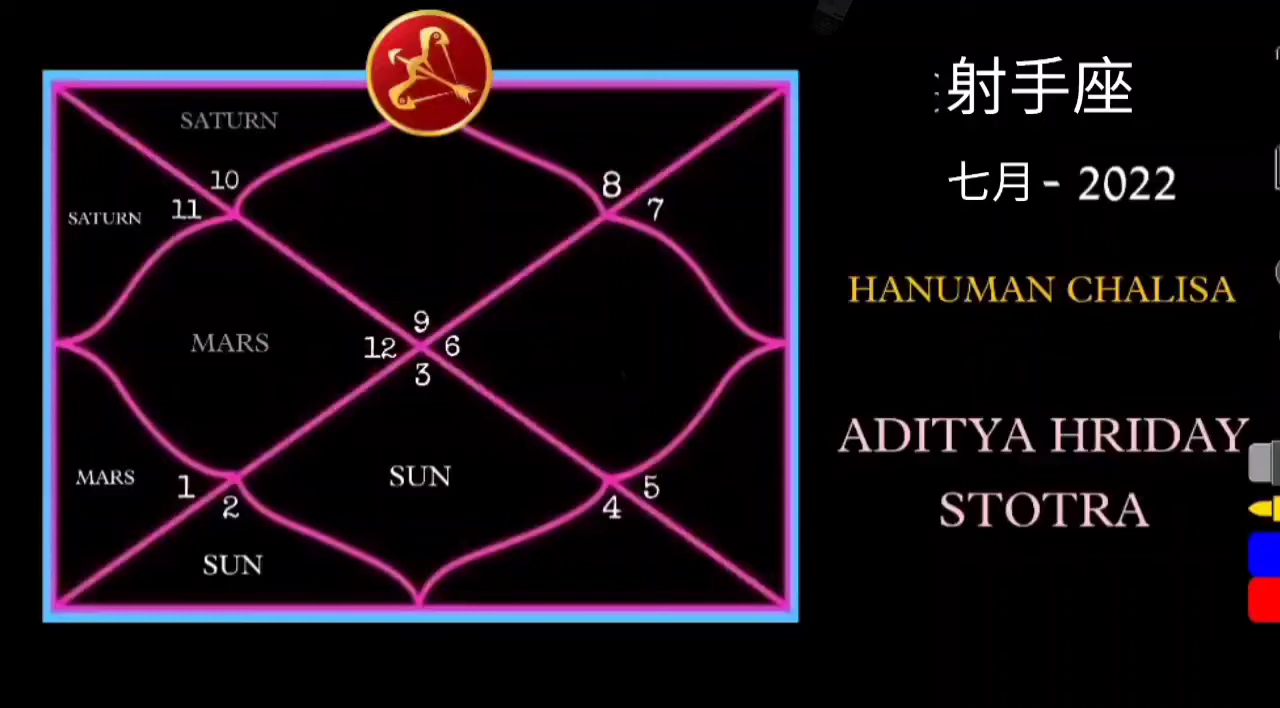 射手座
七月- 2022
HANUMAN CHALISA
ADITYA HRIDAY
STOTRA
SATURN
10
11
SATURN
8
7
9
12
6
3
MARS
MARS
1
2
SUN
SUN
5
4